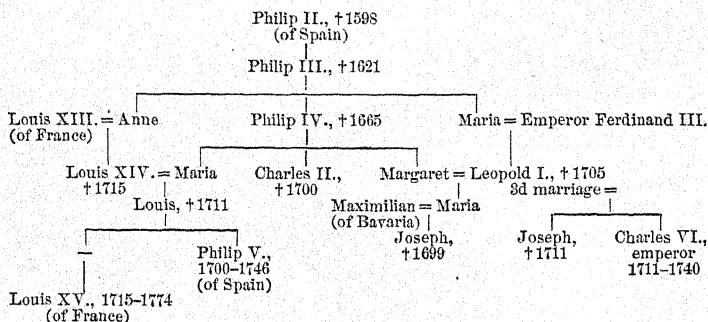 Philip II., †1598
(of Spain)
Philip III., †1621
Louis XIII. = Anne Philip IV., †1665 Maria = Emperor Ferdinand III.
(of France)
Louis XIV. = Maria Charles II., Margaret = Leopold I., †1705
†1715 †1700 3d marriage =
Louis, †1711 Maximilian = Maria
(of Bavaria)
— Philip V., Joseph, Joseph, Charles VI.,
1700–1746 †1699 †1711 emperor
(of Spain) 1711–1740
Louis XV., 1715–1774
(of France)